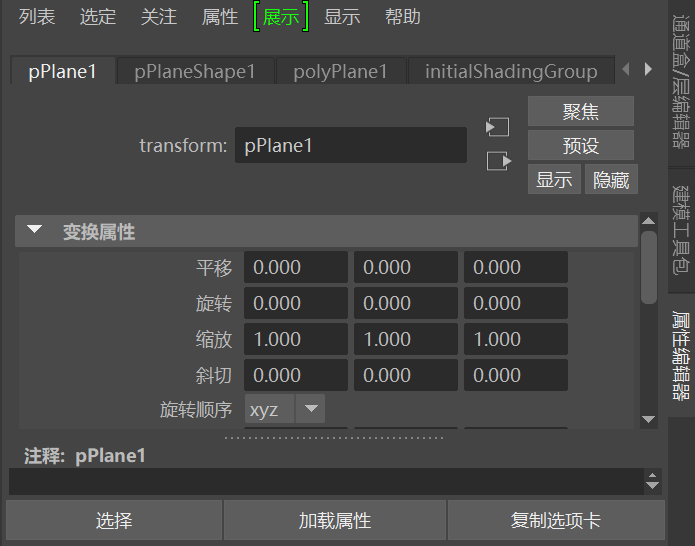 列表 选定 关注 属性 展示 显示 帮助
pPlane1 pPlaneShape1 polyPlane1 initialShadingGroup
聚焦
transform: pPlane1
预设
显示 隐藏
变换属性
平移 0.000 0.000 0.000
旋转 0.000 0.000 0.000
缩放 1.000 1.000 1.000
斜切 0.000 0.000 0.000
旋转顺序 xyz
注释: pPlane1
选择 加载属性 复制选项卡
通道盒/层编辑器
建模工具包
属性编辑器